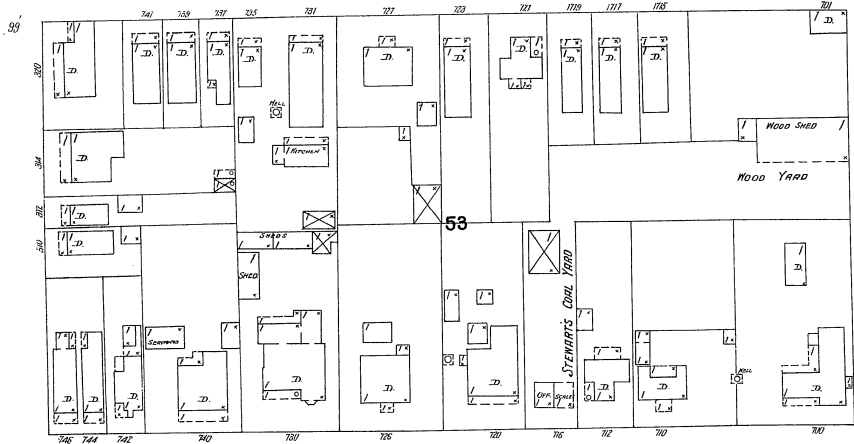 99'
741 739 737 735 731 727 723 721 1719 1717 1715 701
320
314
312
310
D.
D.
D.
D.
D.
D.
D.
D.
D.
D.
D.
D.
D.
WELL
WOOD SHED
KITCHEN
WOOD YARD
D.
D.
D.
53
SHEDS
SHED.
STEWARTS COAL YARD
D.
SERVANTS
WELL
D.
D.
D.
D.
D.
D.
D.
D.
D.
D.
OFF. SCALE
746 744 742 740 730 726 720 716 712 710 700